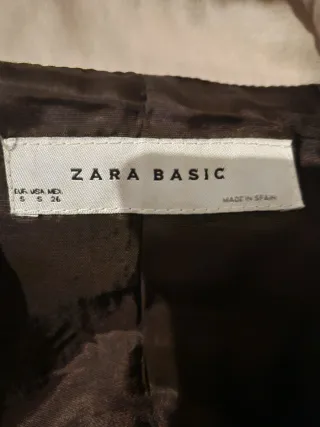 ZARA BASIC
EUR. USA. MEX.
S S 26
MADE IN SPAIN